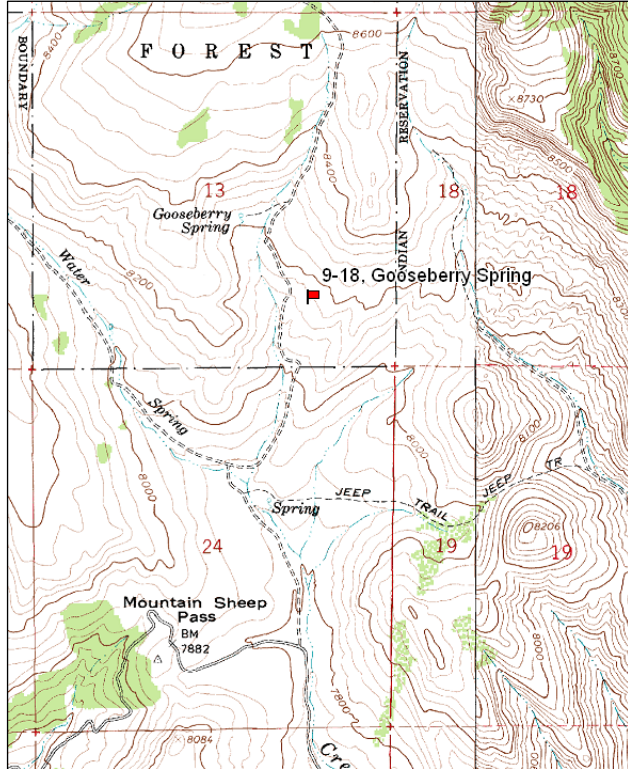 8400
8600
8700
FOREST
BOUNDARY
RESERVATION
×8730
8400
8500
13
18
18
Gooseberry
Spring
Water
8200
INDIAN
9-18, Gooseberry Spring
Spring
8000
8100
8000
JEEP
TRAIL
JEEP
TR
Spring
24
19
8206
19
Mountain Sheep
Pass
BM
7882
8000
7800
×8084
Cre